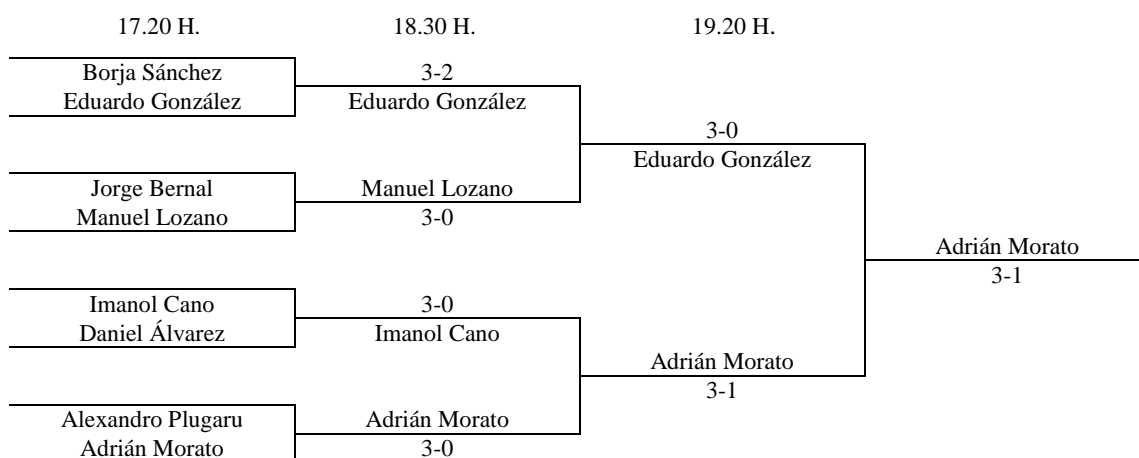 17.20 H. 18.30 H. 19.20 H.
Borja Sánchez 3-2
Eduardo González Eduardo González
3-0
Eduardo González
Jorge Bernal Manuel Lozano
Manuel Lozano 3-0
Adrián Morato
3-1
Imanol Cano 3-0
Daniel Álvarez Imanol Cano
Adrián Morato
3-1
Alexandro Plugaru Adrián Morato
Adrián Morato 3-0